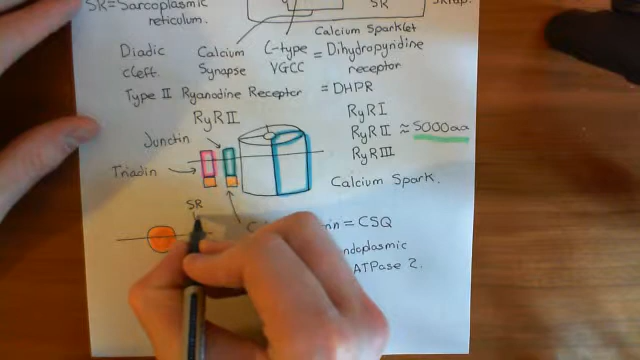 SR = Sarcoplasmic
reticulum.
SR
Calcium Sparklet
Diadic
cleft.
Calcium
Synapse
L-type
VGCC
= Dihydropyridine
receptor
Type II Ryanodine Receptor
= DHPR
RyR II
RyR I
RyR II ≈ 5000aa
RyR III
Junctin
Triadin
Calcium Spark.
SR
= CSQ
ATPase 2.